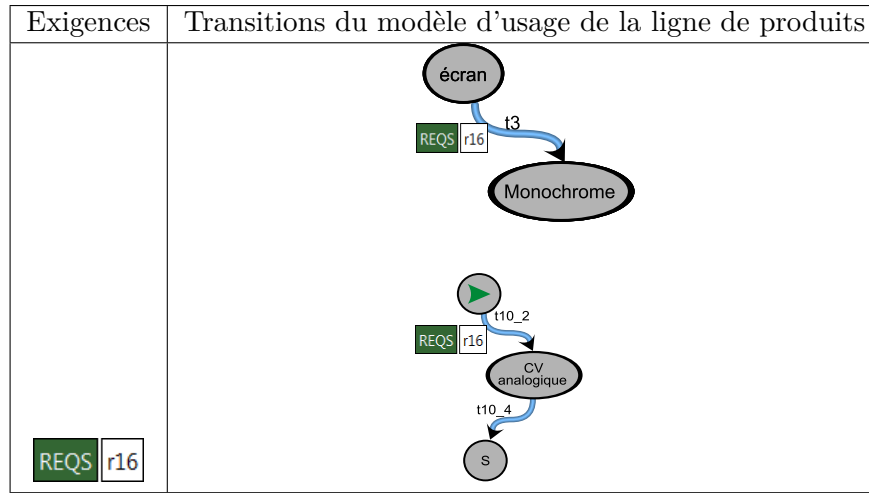 Exigences Transitions du modèle d'usage de la ligne de produits
écran
t3
REQS r16
Monochrome
t10_2
REQS r16
CV
analogique
t10_4
REQS r16
S